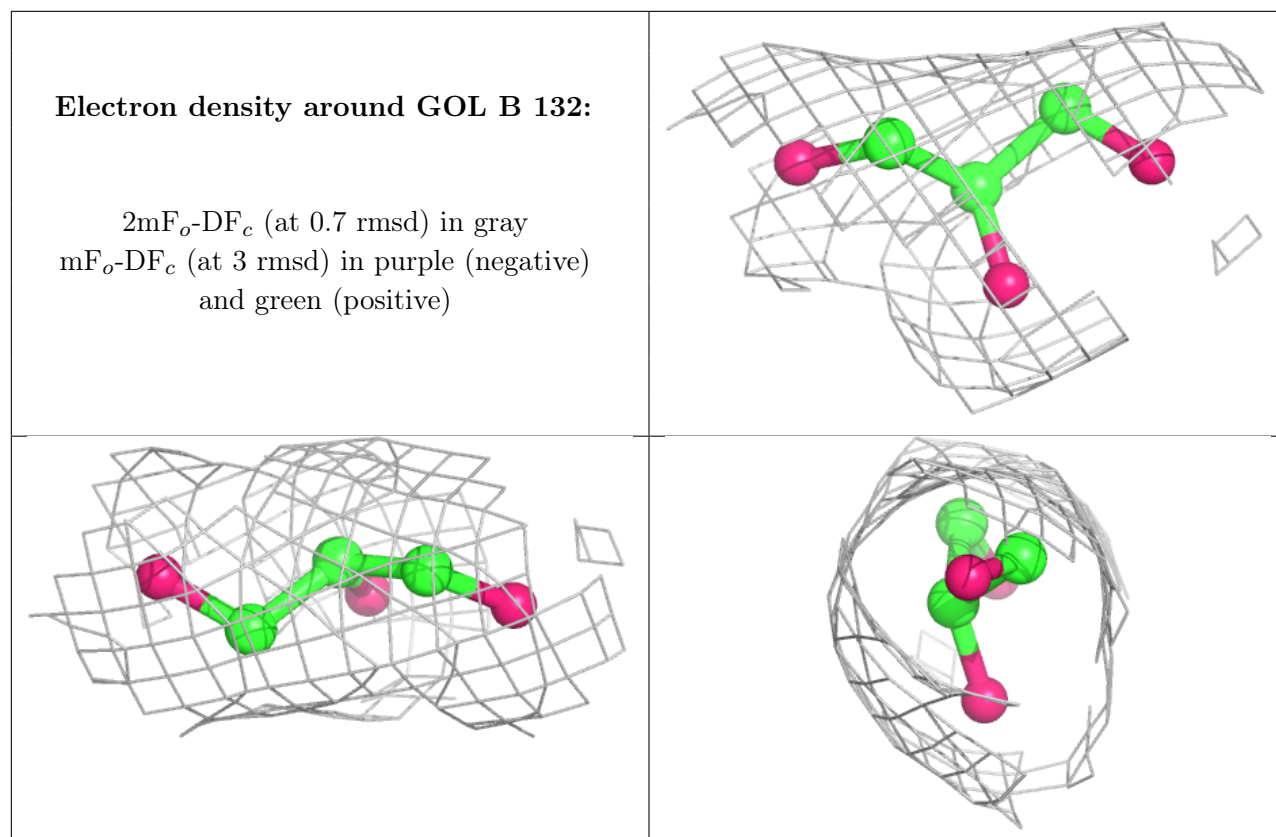 Electron density around GOL B 132:
2mFo-DFc (at 0.7 rmsd) in gray
mFo-DFc (at 3 rmsd) in purple (negative)
and green (positive)